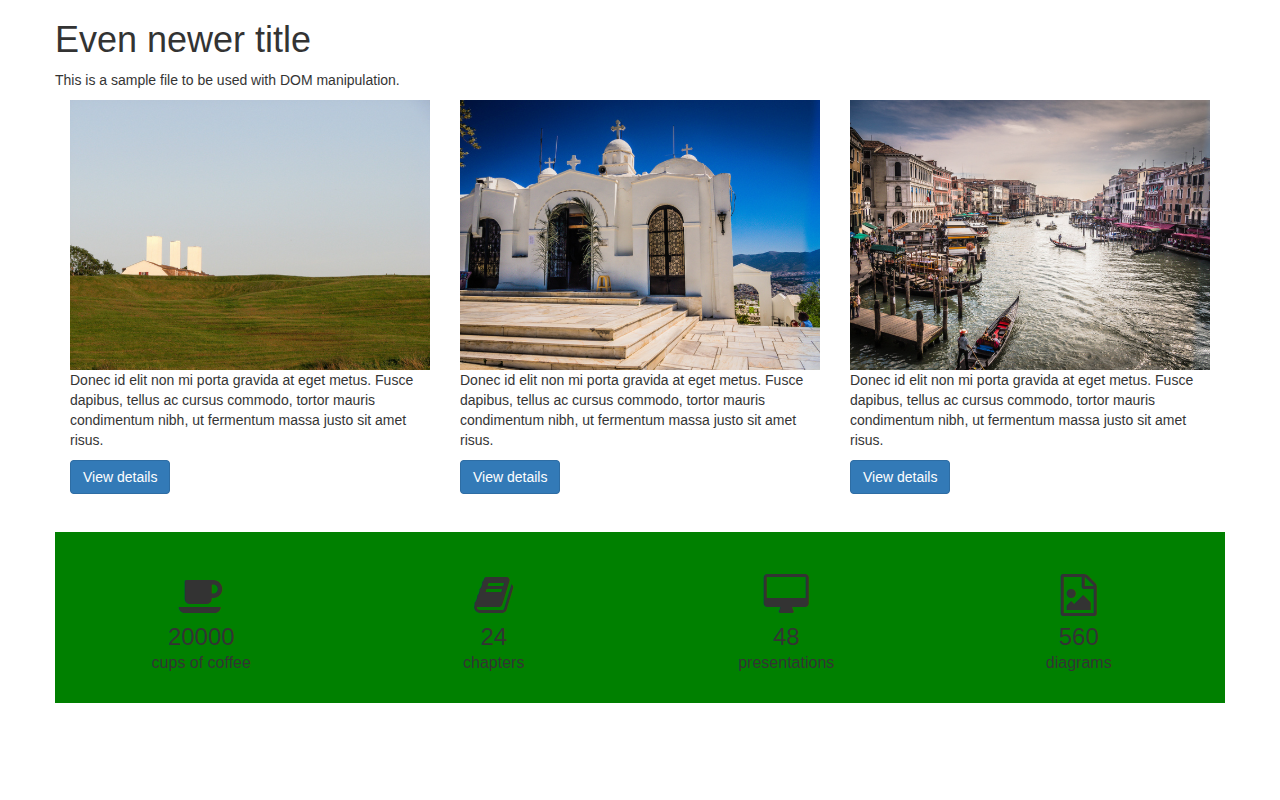 Even newer title
This is a sample file to be used with DOM manipulation.
Donec id elit non mi porta gravida at eget metus. Fusce
dapibus, tellus ac cursus commodo, tortor mauris
condimentum nibh, ut fermentum massa justo sit amet
risus.
View details
Donec id elit non mi porta gravida at eget metus. Fusce
dapibus, tellus ac cursus commodo, tortor mauris
condimentum nibh, ut fermentum massa justo sit amet
risus.
View details
Donec id elit non mi porta gravida at eget metus. Fusce
dapibus, tellus ac cursus commodo, tortor mauris
condimentum nibh, ut fermentum massa justo sit amet
risus.
View details
20000
cups of coffee
24
chapters
48
presentations
560
diagrams